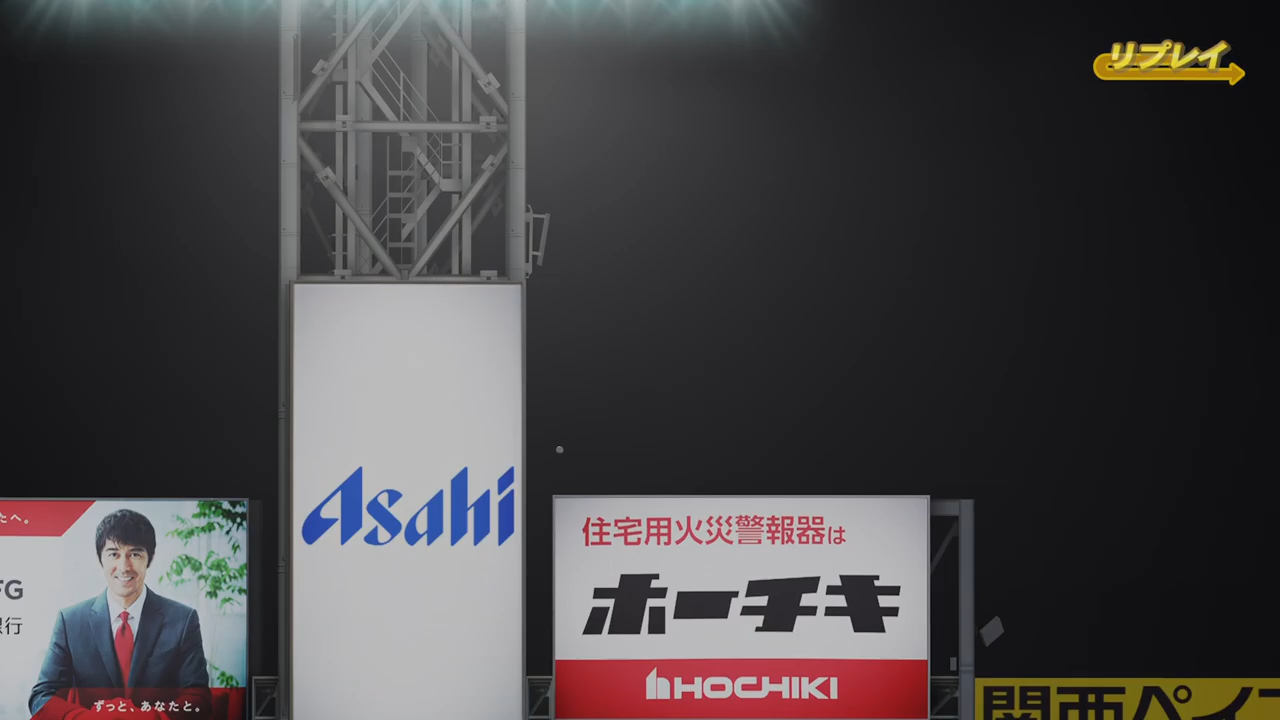 リプレイ
たへ。
FG
銀行
ずっと、あなたと。
Asahi
住宅用火災警報器は
ホーチキ
HOCHIKI
関西ペイ